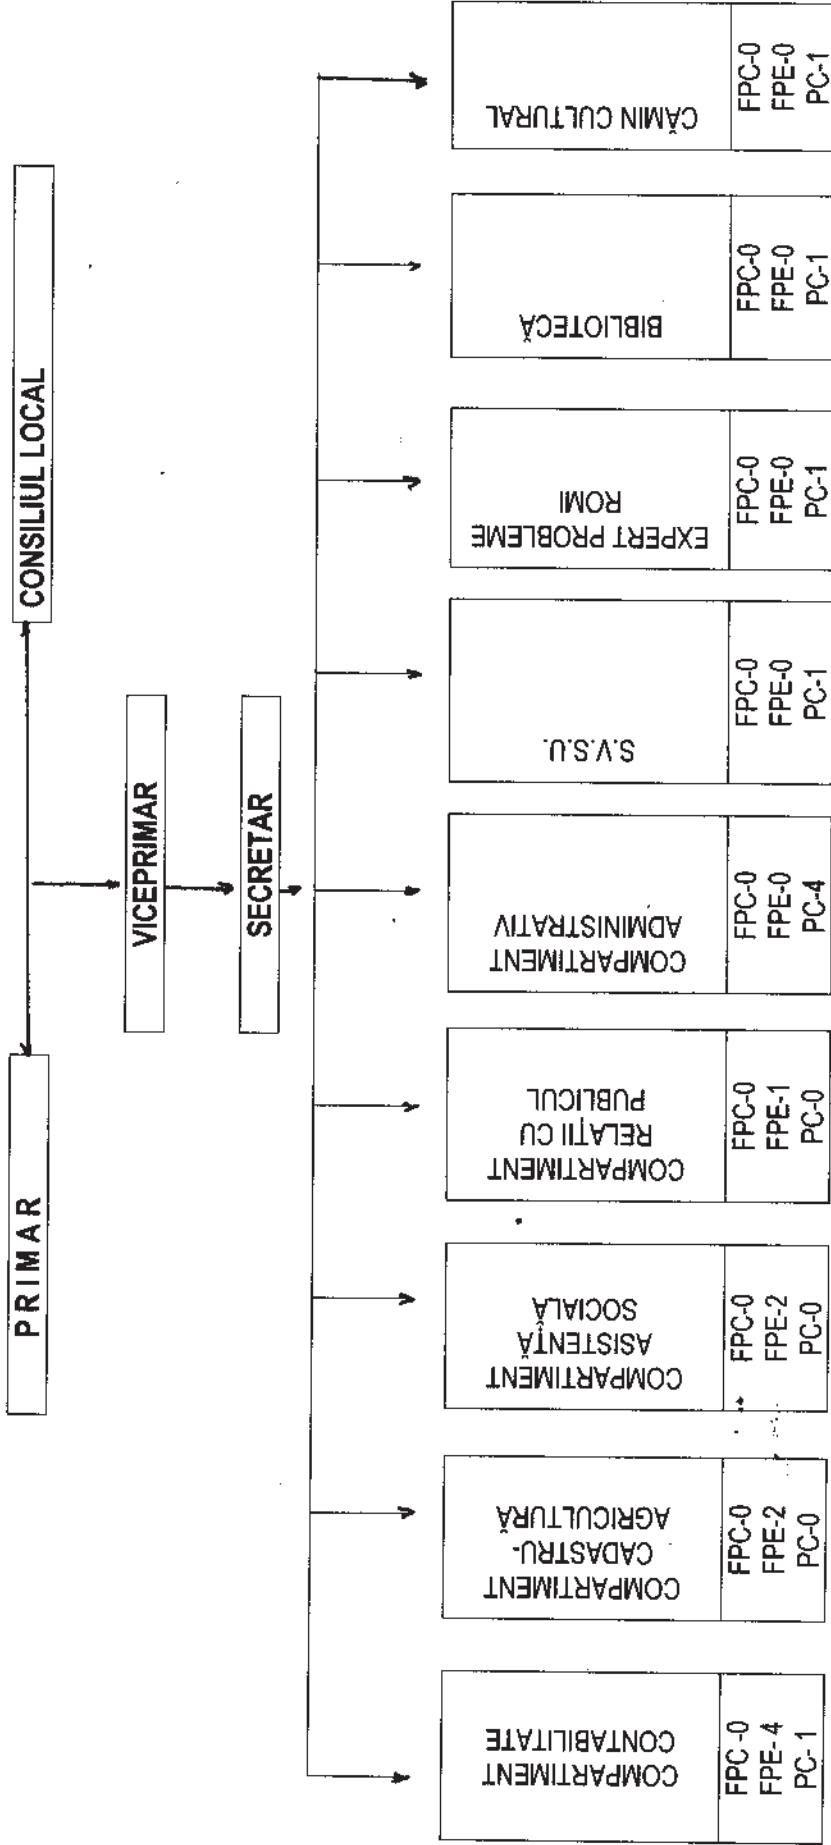 PRIMAR
CONSILIUL LOCAL
VICEPRIMAR
SECRETAR
COMPARTIMENT
CONTABILITATE
FPC-0
FPE-4
PC-1
COMPARTIMENT
CADASTRU-
AGRICULTURĂ
FPC-0
FPE-2
PC-0
COMPARTIMENT
ASISTENȚĂ
SOCIALĂ
FPC-0
FPE-2
PC-0
COMPARTIMENT
RELAȚII CU
PUBLICUL
FPC-0
FPE-1
PC-0
COMPARTIMENT
ADMINISTRATIV
FPC-0
FPE-0
PC-4
S.V.S.U.
FPC-0
FPE-0
PC-1
EXPERT PROBLEME
ROMI
FPC-0
FPE-0
PC-1
BIBLIOTECĂ
FPC-0
FPE-0
PC-1
CĂMIN CULTURAL
FPC-0
FPE-0
PC-1